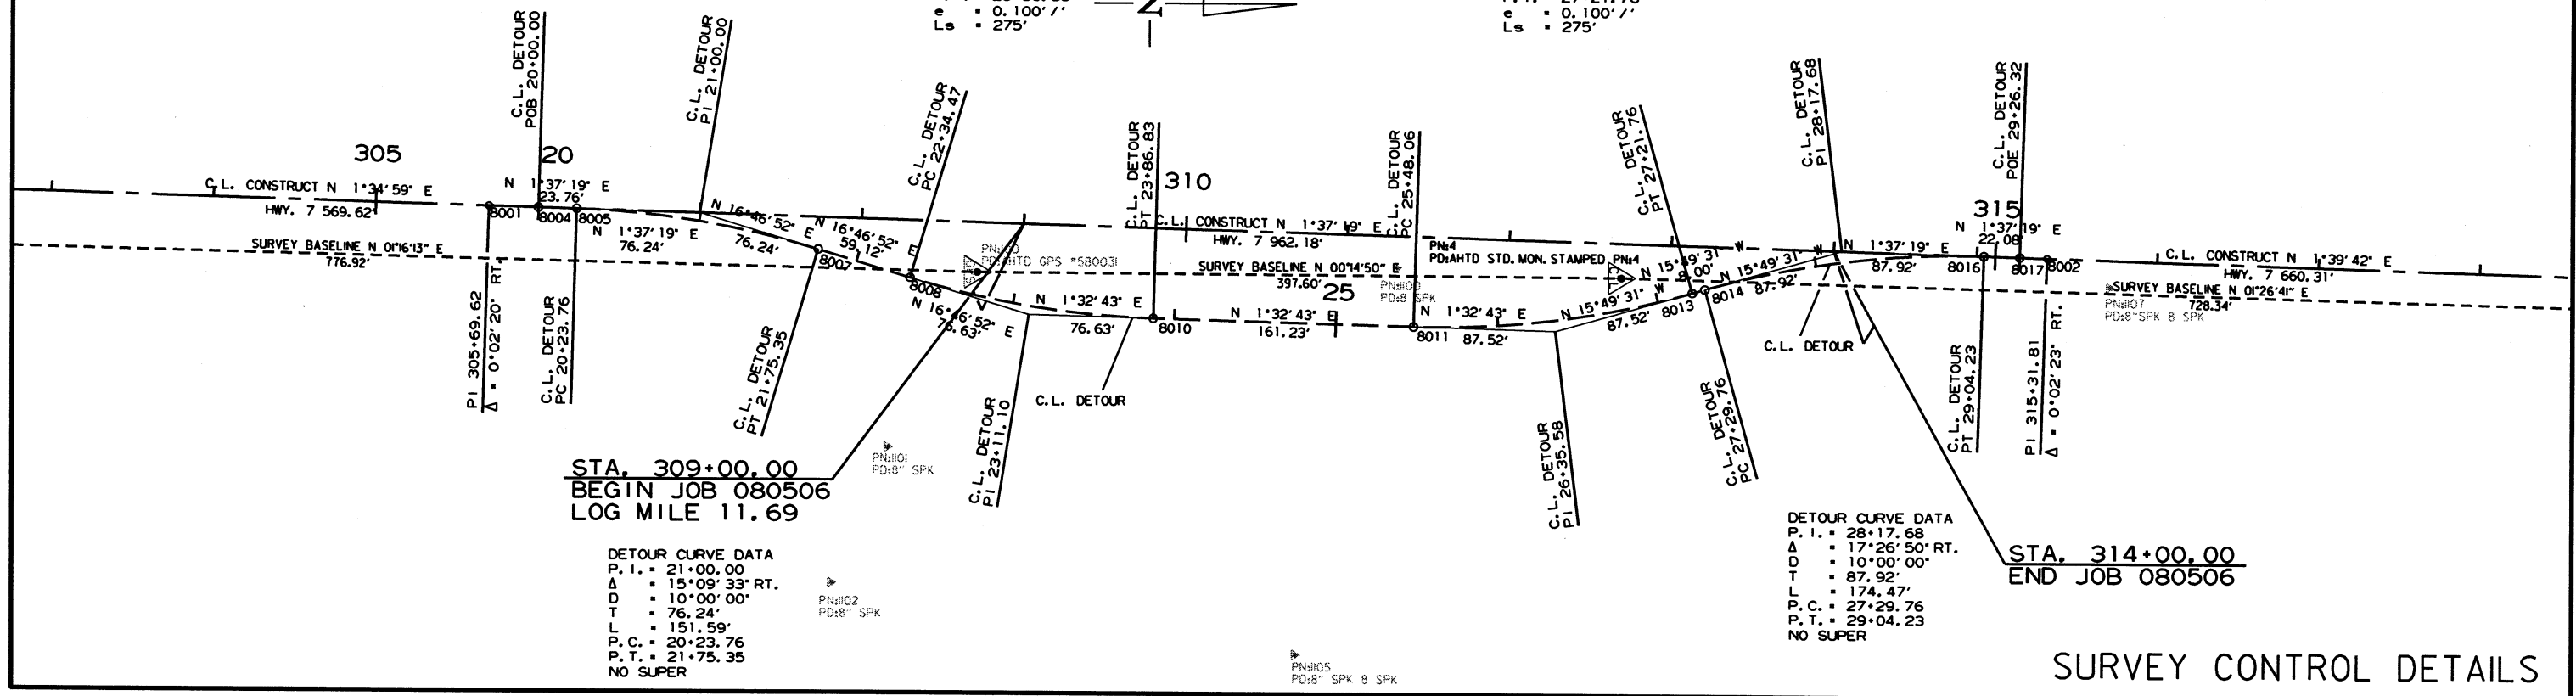 e = 0.100'/'
Ls = 275'
Z
e = 0.100'/'
Ls = 275'
C.L. DETOUR
POB 20+00.00
C.L. DETOUR
PI 21+00.00
C.L. DETOUR
PC 22+34.47
C.L. DETOUR
PT 23+86.83
C.L. DETOUR
PC 25+48.06
C.L. DETOUR
PT 27+21.76
C.L. DETOUR
PI 28+17.68
C.L. DETOUR
POE 29+26.32
305
20
310
315
C.L. CONSTRUCT N 1°34'59" E
HWY. 7 569.62'
N 1°37'19" E
23.76'
8001
8004
8005
N 1°37'19" E
76.24'
N 16°46'52" E
76.24'
N 16°46'52" E
59.12'
8007
8008
SURVEY BASELINE N 01°16'13" E
776.92'
PD:AHTD GPS #580031
C.L. CONSTRUCT N 1°37'19" E
HWY. 7 962.18'
SURVEY BASELINE N 00°14'50" E
397.60'
25
PN:4
PD:AHTD STD. MON. STAMPED PN:4
PN:1100
PD:8 SPK
N 16°46'52" E
76.63'
N 1°32'43" E
76.63'
8010
N 1°32'43" E
161.23'
8011
N 1°32'43" E
87.52'
N 15°49'31" W
87.52'
8013
N 15°49'31" W
8.00'
8014
N 15°49'31" W
87.92'
N 1°37'19" E
87.92'
8016
N 1°37'19" E
22.08'
8017
8002
C.L. CONSTRUCT N 1°39'42" E
HWY. 7 660.31'
SURVEY BASELINE N 01°26'41" E
728.34'
PN:1107
PD:8"SPK 8 SPK
PI 305+69.62
Δ = 0°02'20" RT.
C.L. DETOUR
PC 20+23.76
C.L. DETOUR
PT 21+75.35
C.L. DETOUR
PI 23+11.10
C.L. DETOUR
C.L. DETOUR
PI 26+35.58
C.L. DETOUR
PC 27+29.76
C.L. DETOUR
C.L. DETOUR
PT 29+04.23
PI 315+31.81
Δ = 0°02'23" RT.
STA. 309+00.00
BEGIN JOB 080506
LOG MILE 11.69
PN:1101
PD:8" SPK
DETOUR CURVE DATA
P.I. = 21+00.00
Δ = 15°09'33" RT.
D = 10°00'00"
T = 76.24'
L = 151.59'
P.C. = 20+23.76
P.T. = 21+75.35
NO SUPER
PN:1102
PD:8" SPK
PN:1105
PD:8" SPK 8 SPK
DETOUR CURVE DATA
P.I. = 28+17.68
Δ = 17°26'50" RT.
D = 10°00'00"
T = 87.92'
L = 174.47'
P.C. = 27+29.76
P.T. = 29+04.23
NO SUPER
STA. 314+00.00
END JOB 080506
SURVEY CONTROL DETAILS